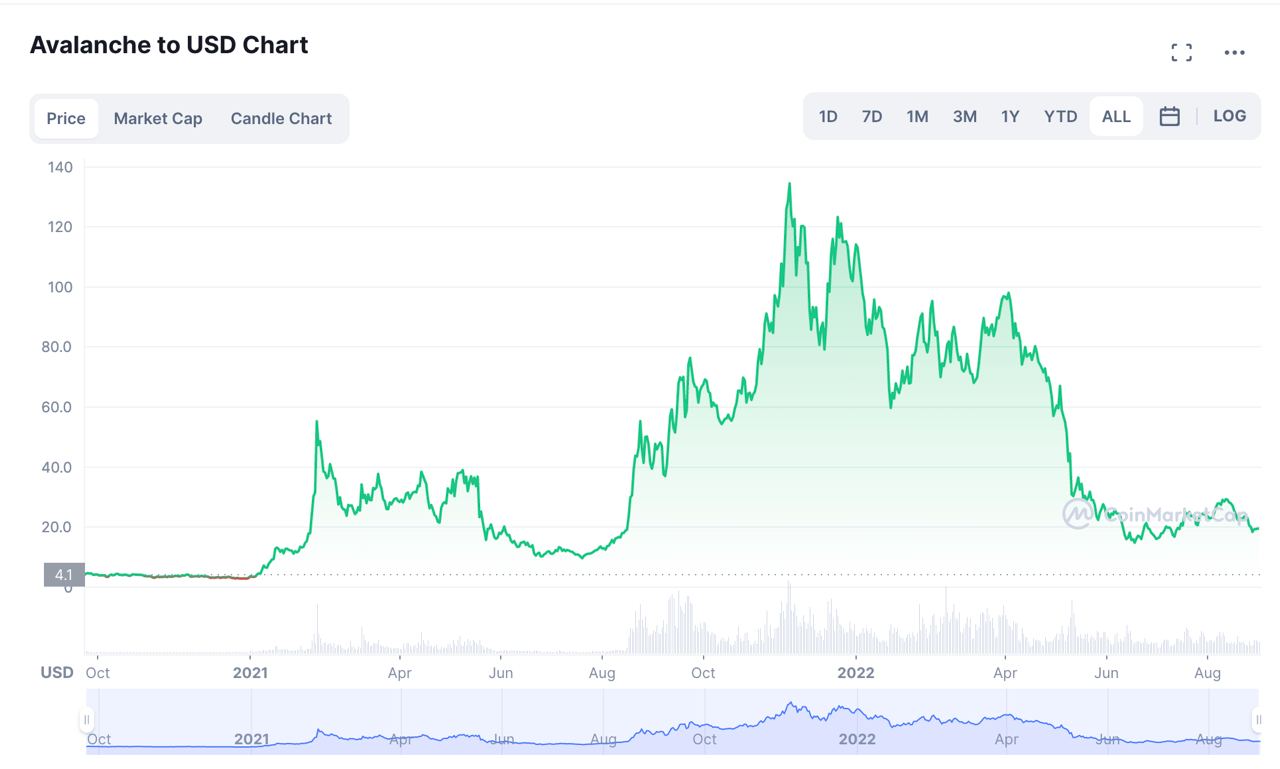 Avalanche to USD Chart
Price Market Cap Candle Chart
1D 7D 1M 3M 1Y YTD ALL LOG
140
120
100
80.0
60.0
40.0
20.0
4.1
0
CoinMarketCap
USD Oct 2021 Apr Jun Aug Oct 2022 Apr Jun Aug
Oct 2021 Apr Jun Aug Oct 2022 Apr Jun Aug